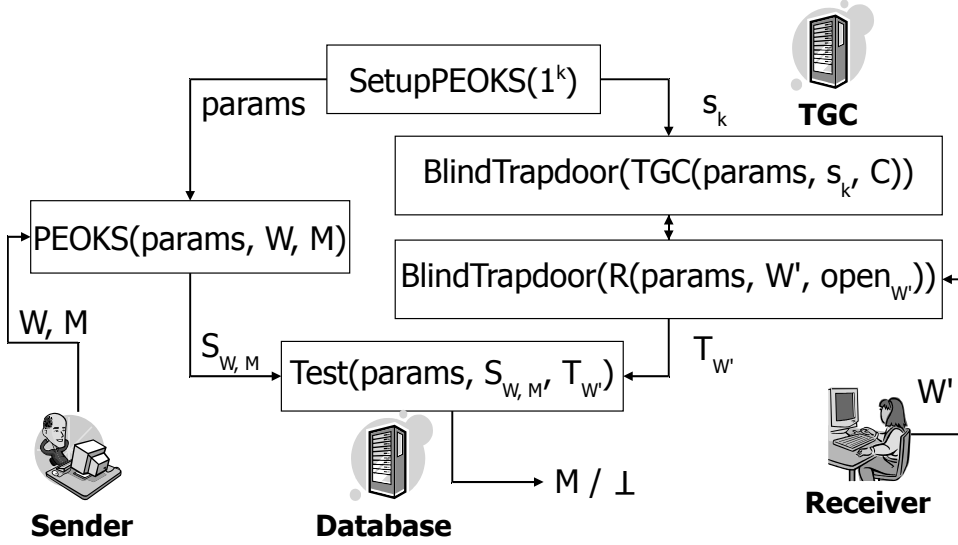 SetupPEOKS(1^k)
TGC
params
s_k
BlindTrapdoor(TGC(params, s_k, C))
PEOKS(params, W, M)
BlindTrapdoor(R(params, W', open_W'))
W, M
S_W, M
T_W'
Test(params, S_W, M, T_W')
W'
M / ⊥
Sender
Database
Receiver